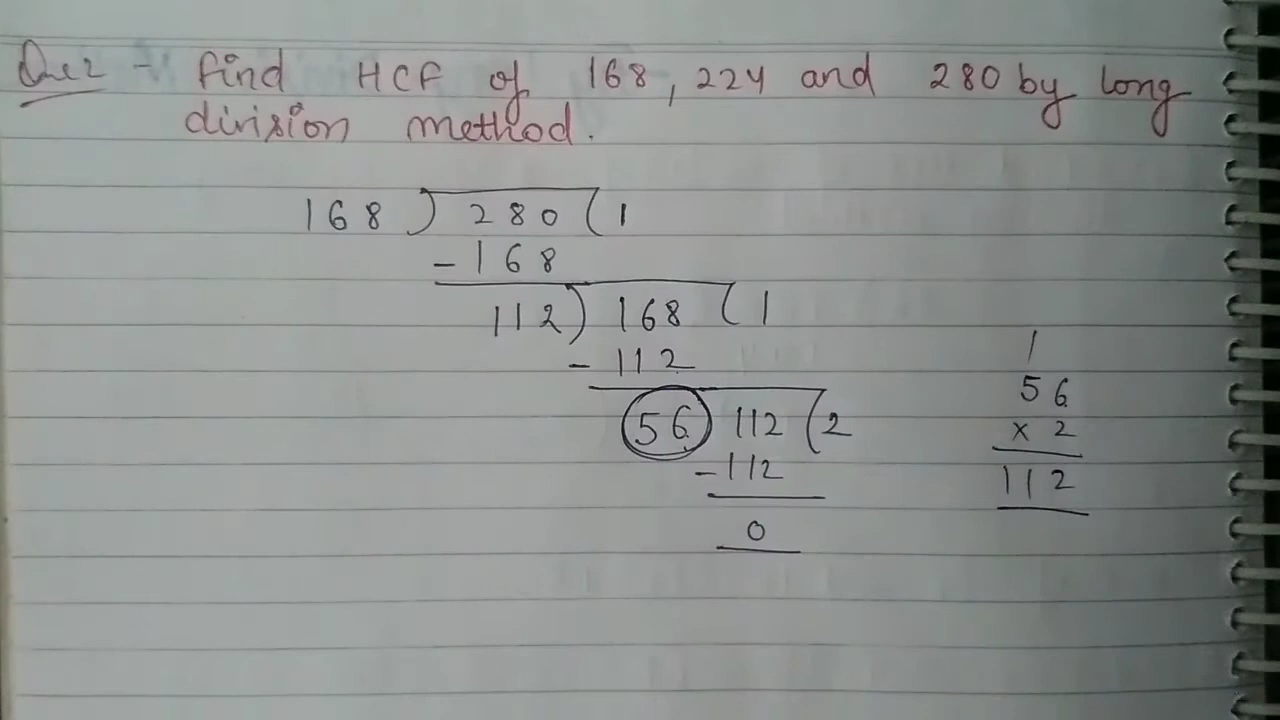 Que 2 - Find HCF of 168, 224 and 280 by long
division method.
168 ) 280 ( 1
- 168
112 ) 168 ( 1
- 112
56 ) 112 ( 2
- 112
0
1
56
x 2
112